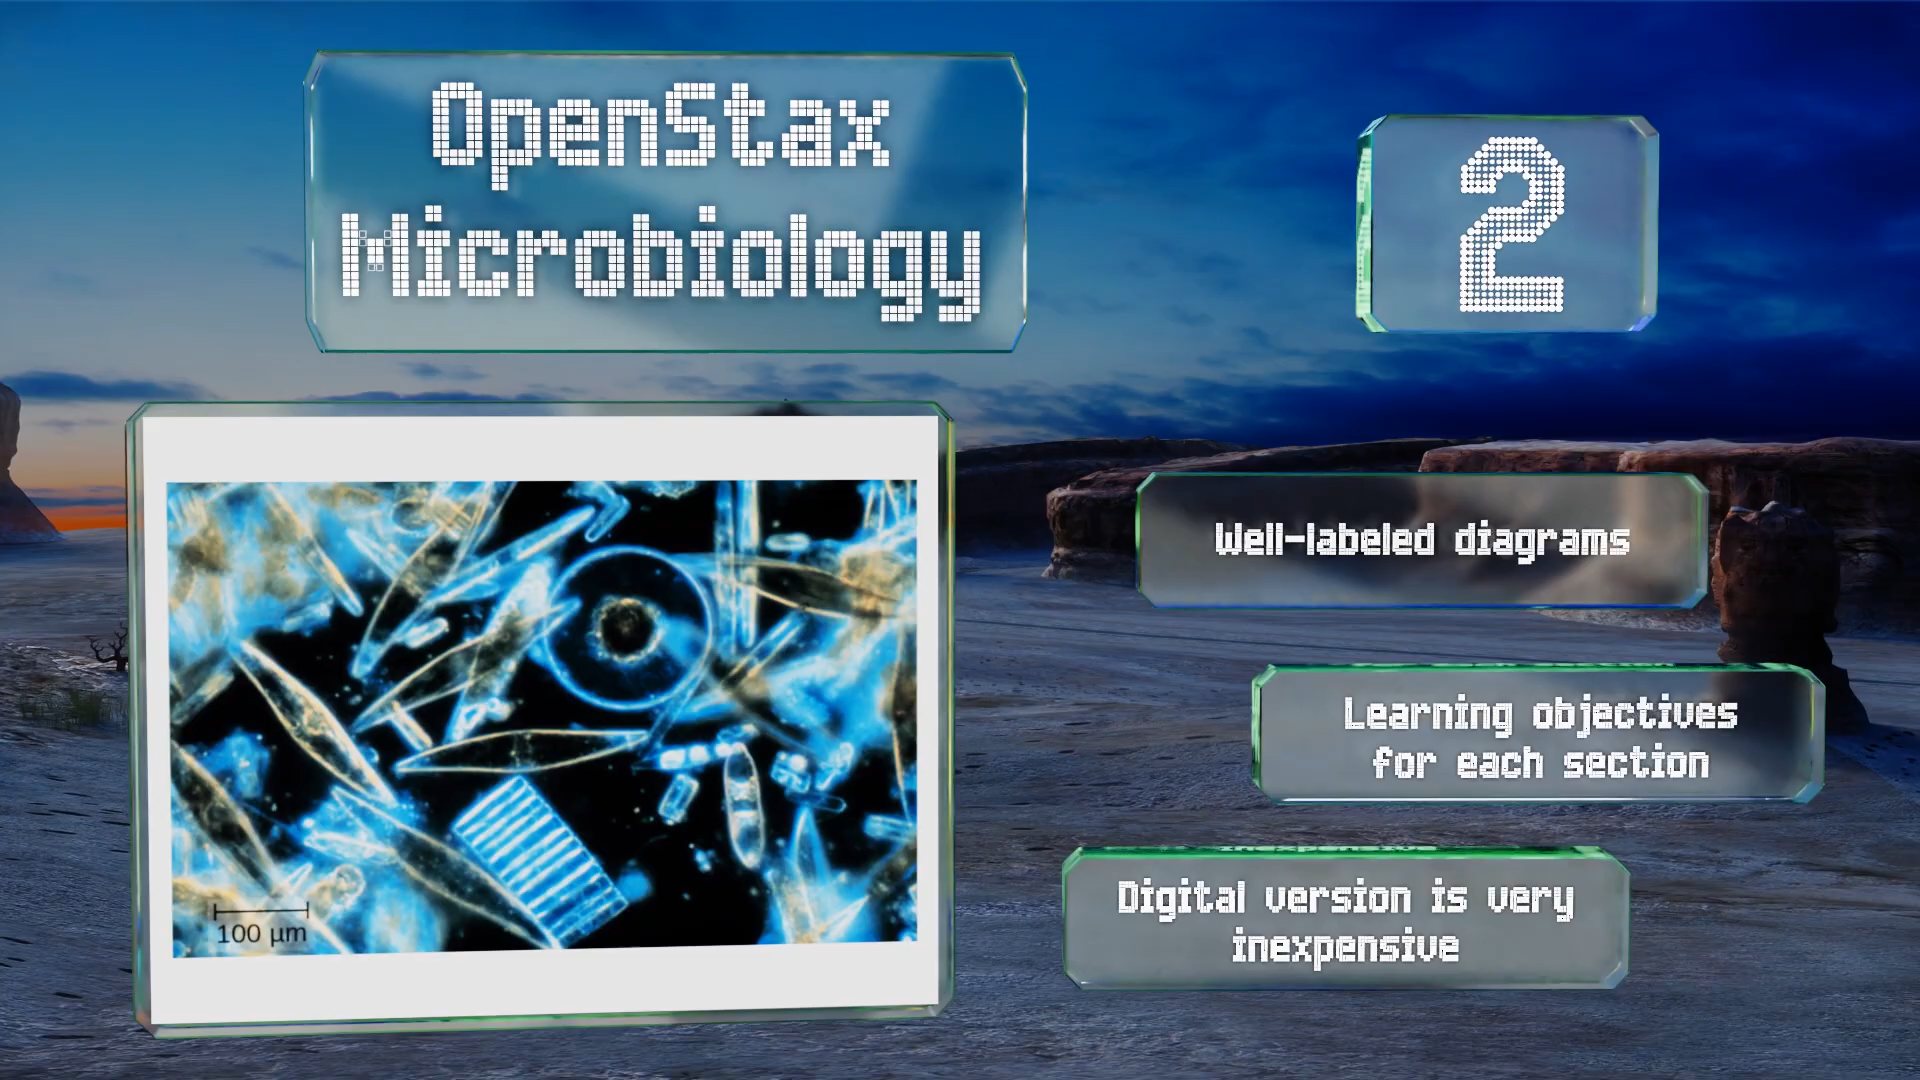 OpenStax
Microbiology
2
100 µm
Well-labeled diagrams
Learning objectives
for each section
Digital version is very
inexpensive